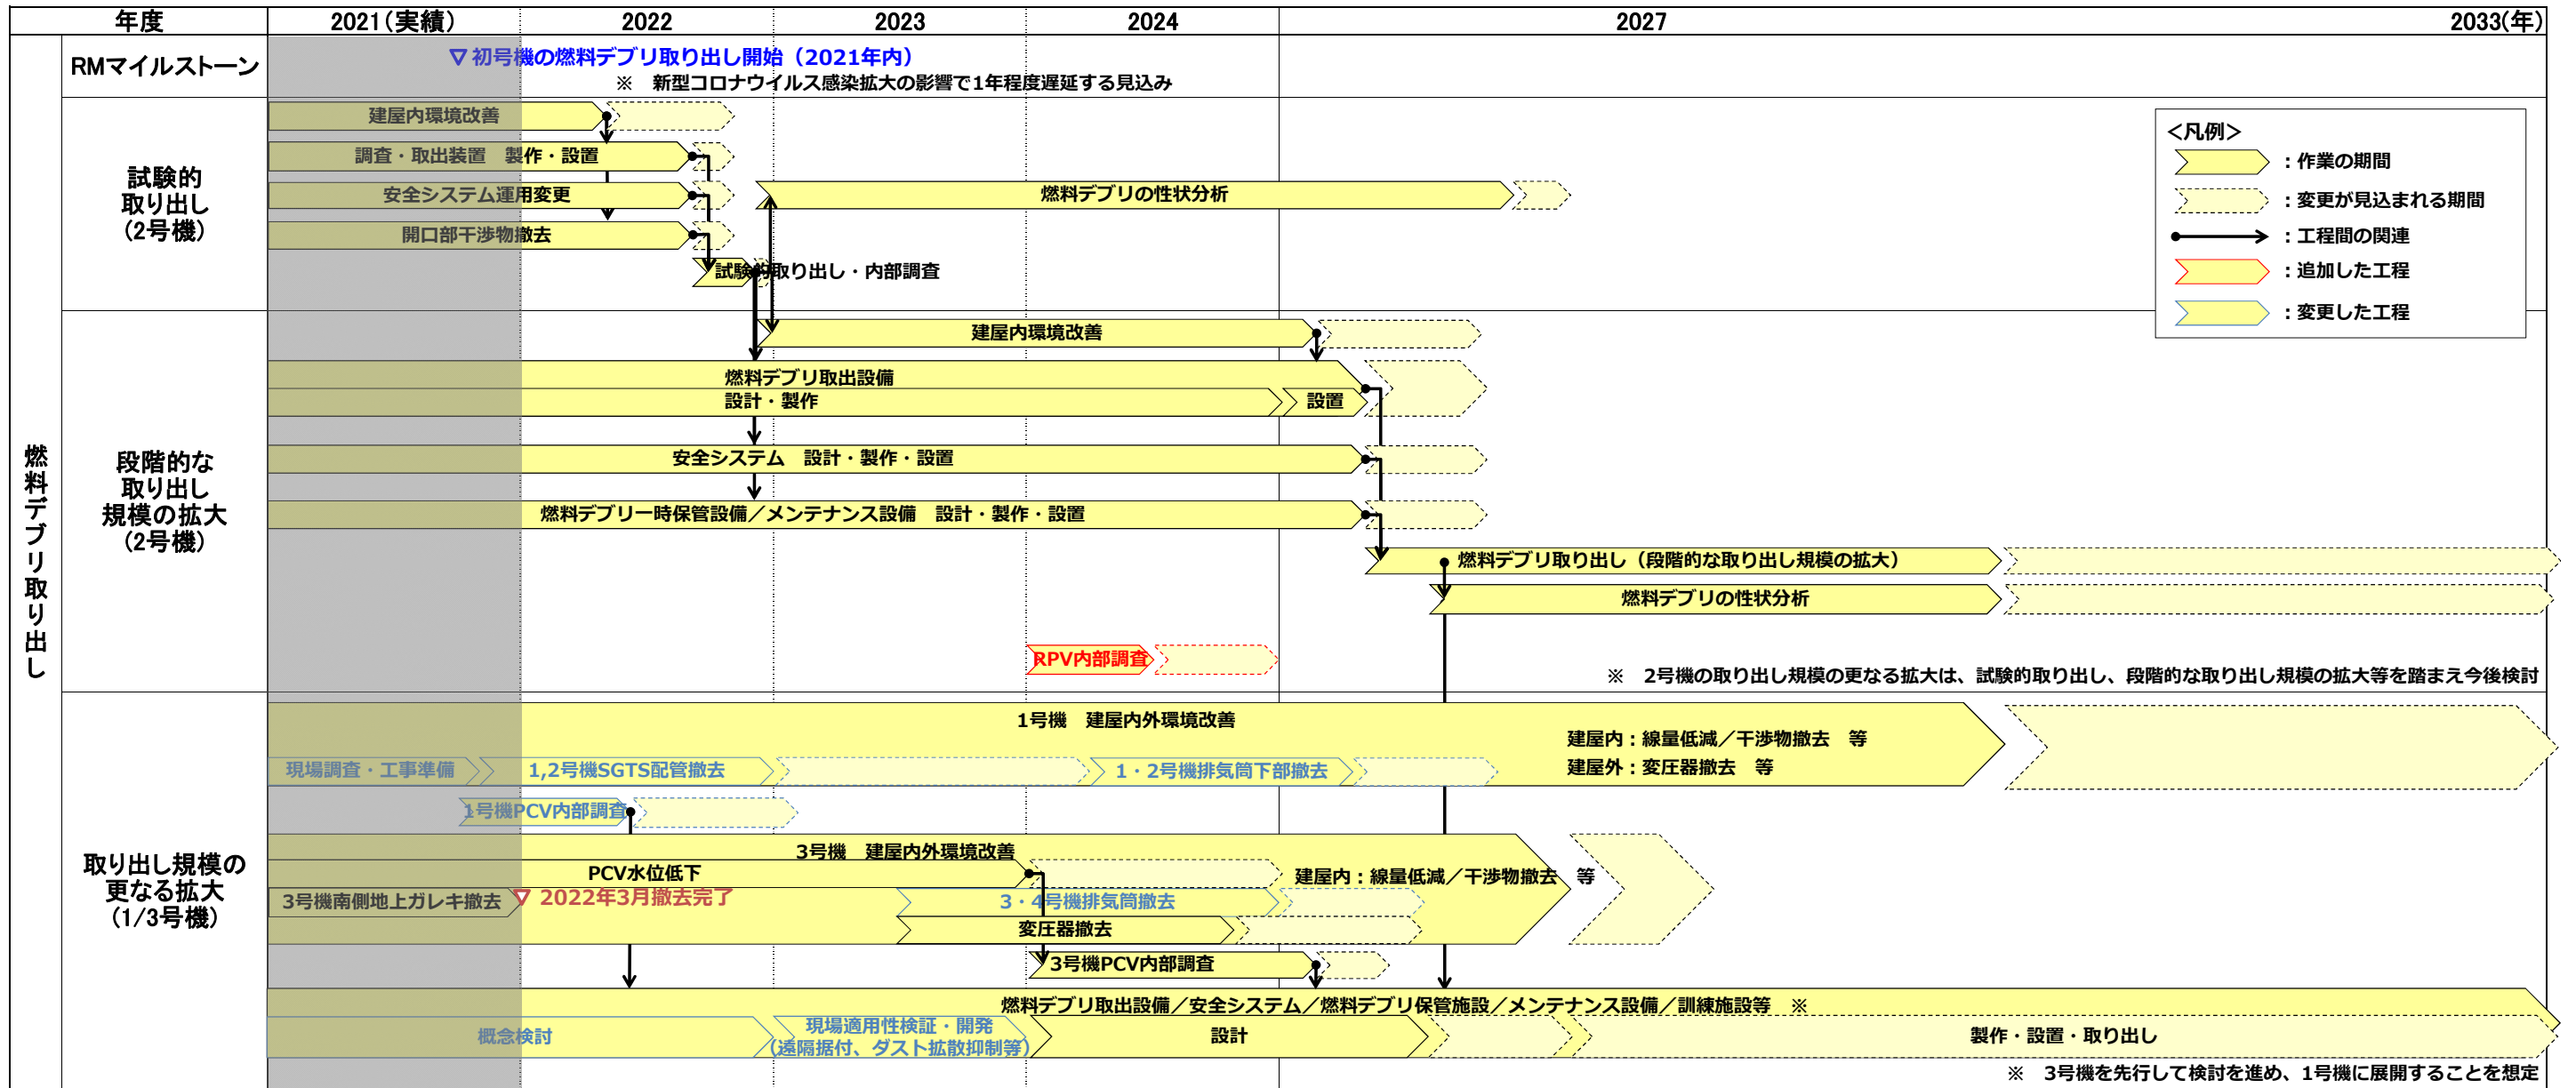 年度
2021（実績）
2022
2023
2024
2027
2033(年)
燃料デブリ取り出し
RMマイルストーン
▽ 初号機の燃料デブリ取り出し開始（2021年内）
※　新型コロナウイルス感染拡大の影響で1年程度遅延する見込み
試験的
取り出し
(2号機)
建屋内環境改善
調査・取出装置　製作・設置
安全システム運用変更
燃料デブリの性状分析
開口部干渉物撤去
試験的取り出し・内部調査
＜凡例＞
：作業の期間
：変更が見込まれる期間
：工程間の関連
：追加した工程
：変更した工程
段階的な
取り出し
規模の拡大
(2号機)
建屋内環境改善
燃料デブリ取出設備
設計・製作
設置
安全システム　設計・製作・設置
燃料デブリ一時保管設備／メンテナンス設備　設計・製作・設置
燃料デブリ取り出し（段階的な取り出し規模の拡大）
燃料デブリの性状分析
RPV内部調査
※　2号機の取り出し規模の更なる拡大は、試験的取り出し、段階的な取り出し規模の拡大等を踏まえ今後検討
取り出し規模の
更なる拡大
(1/3号機)
1号機　建屋内外環境改善
建屋内：線量低減／干渉物撤去　等
建屋外：変圧器撤去　等
現場調査・工事準備
1,2号機SGTS配管撤去
1・2号機排気筒下部撤去
1号機PCV内部調査
3号機　建屋内外環境改善
PCV水位低下
建屋内：線量低減／干渉物撤去　等
3号機南側地上ガレキ撤去
▽ 2022年3月撤去完了
3・4号機排気筒撤去
変圧器撤去
3号機PCV内部調査
燃料デブリ取出設備／安全システム／燃料デブリ保管施設／メンテナンス設備／訓練施設等　※
概念検討
現場適用性検証・開発
（遠隔据付、ダスト拡散抑制等）
設計
製作・設置・取り出し
※　3号機を先行して検討を進め、1号機に展開することを想定